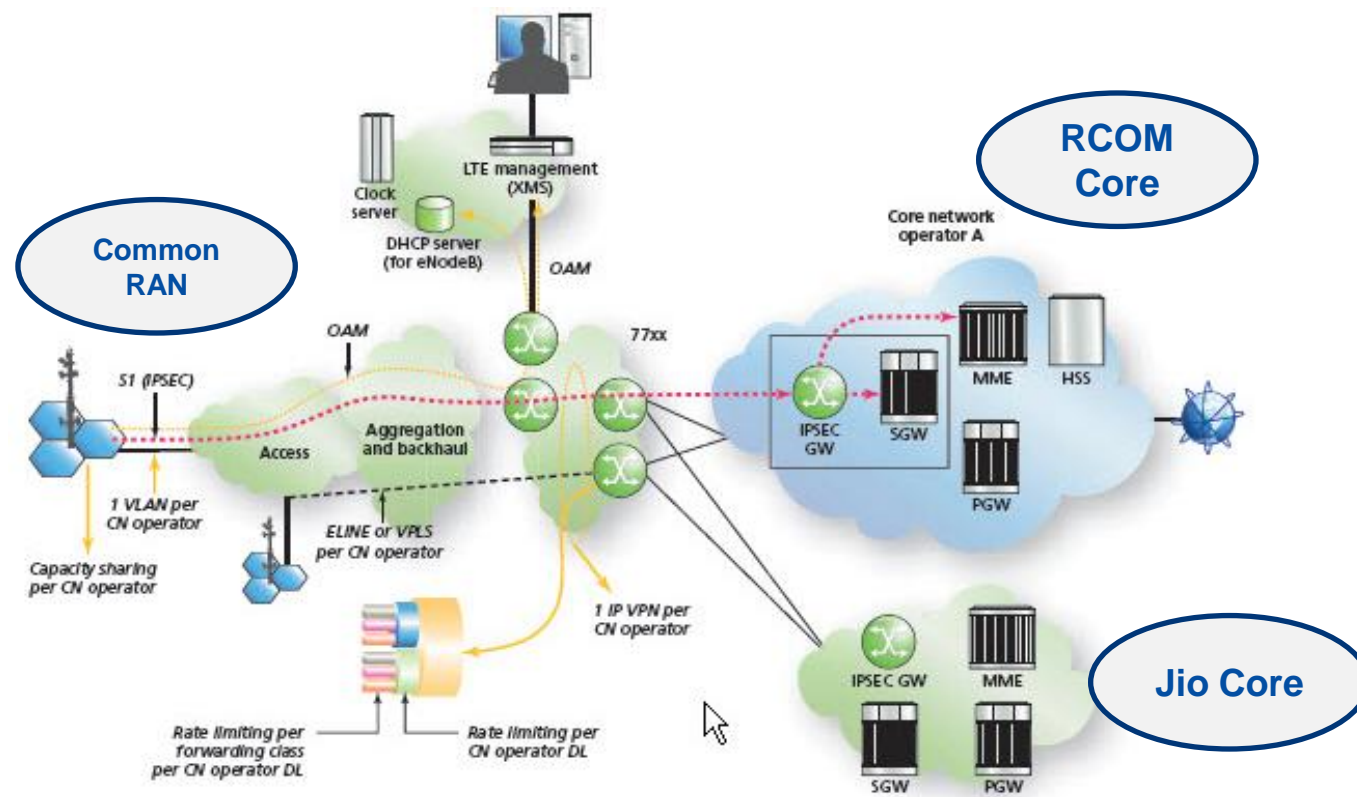 RCOM
Core
Common
RAN
Jio Core
Clock
server
LTE management
(XMS)
DHCP server
(for eNodeB)
OAM
OAM
S1 (IPSEC)
Access
Aggregation
and backhaul
77xx
Core network
operator A
IPSEC
GW
SGW
MME
HSS
PGW
1 VLAN per
CN operator
Capacity sharing
per CN operator
ELINE or VPLS
per CN operator
1 IP VPN per
CN operator
Rate limiting per
forwarding class
per CN operator DL
Rate limiting per
CN operator DL
IPSEC GW
MME
SGW
PGW